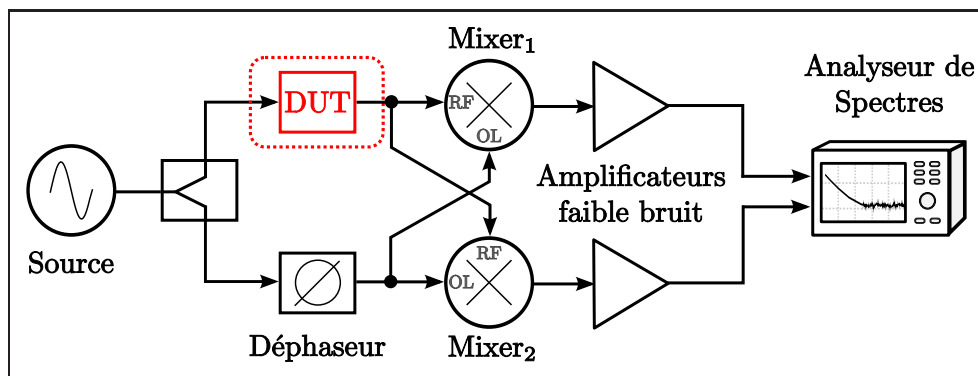 Mixer₁
Analyseur de
Spectres
DUT
RF
OL
Amplificateurs
faible bruit
Source
RF
OL
Déphaseur
Mixer₂